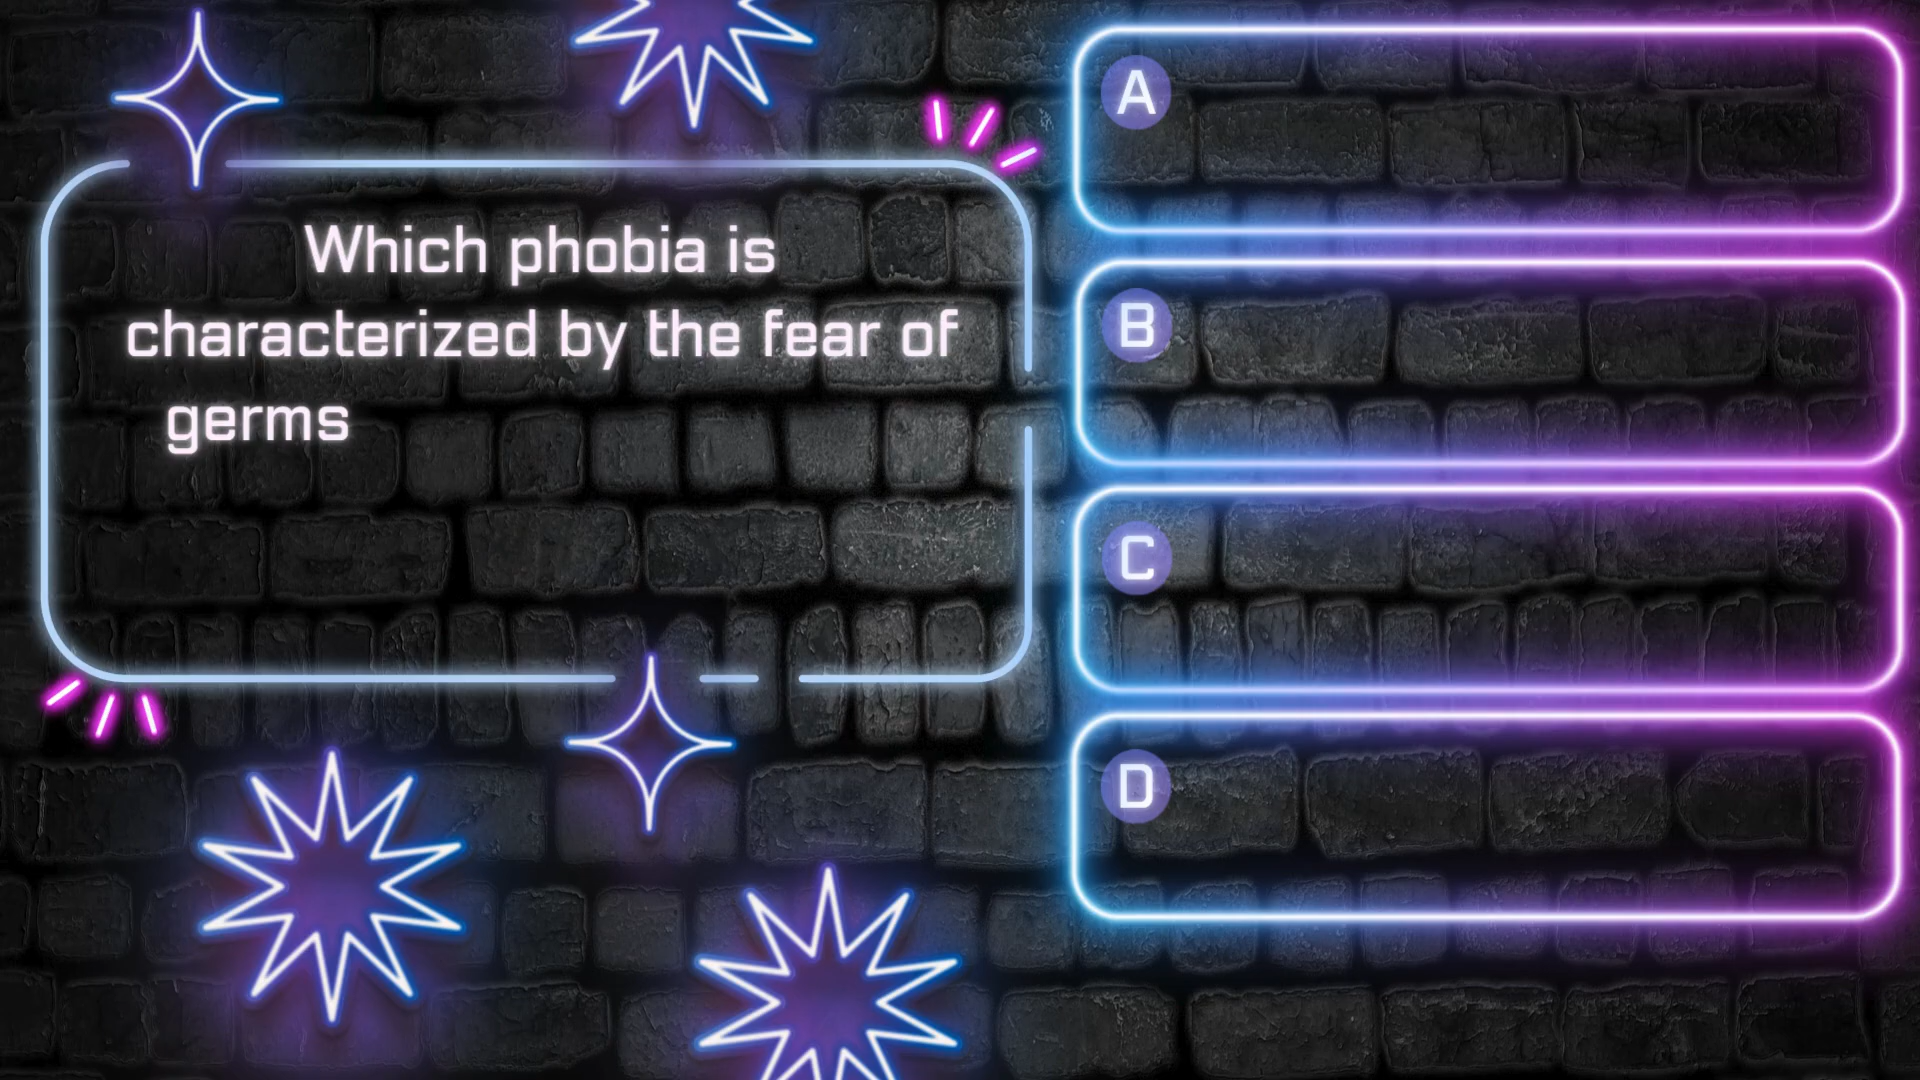 Which phobia is
characterized by the fear of
germs
A
B
C
D